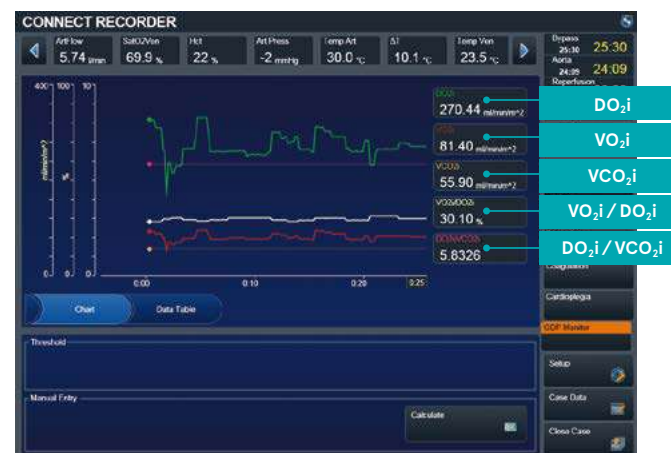 CONNECT RECORDER
Art Flow
5.74 l/min
SatO2Ven
69.9 %
Hct
22 %
Art Press
-2 mmHg
Temp Art
30.0 °C
ΔT
10.1 °C
Temp Ven
23.5 °C
Bypass
25:10 25:30
Aorta
24:09 24:09
Reperfusion
400 100 10
ml/min/m^2
%
0 0 0
DO2i
270.44 ml/min/m^2
VO2i
81.40 ml/min/m^2
VCO2i
55.90 ml/min/m^2
VO2i/DO2i
30.10 %
DO2i/VCO2i
5.8326
DO₂i
VO₂i
VCO₂i
VO₂i / DO₂i
DO₂i / VCO₂i
0:00 0:10 0:20 0:25
Chart
Data Table
Coagulation
Cardioplegia
GDP Monitor
Threshold
Setup
Manual Entry
Calculate
Case Data
Close Case